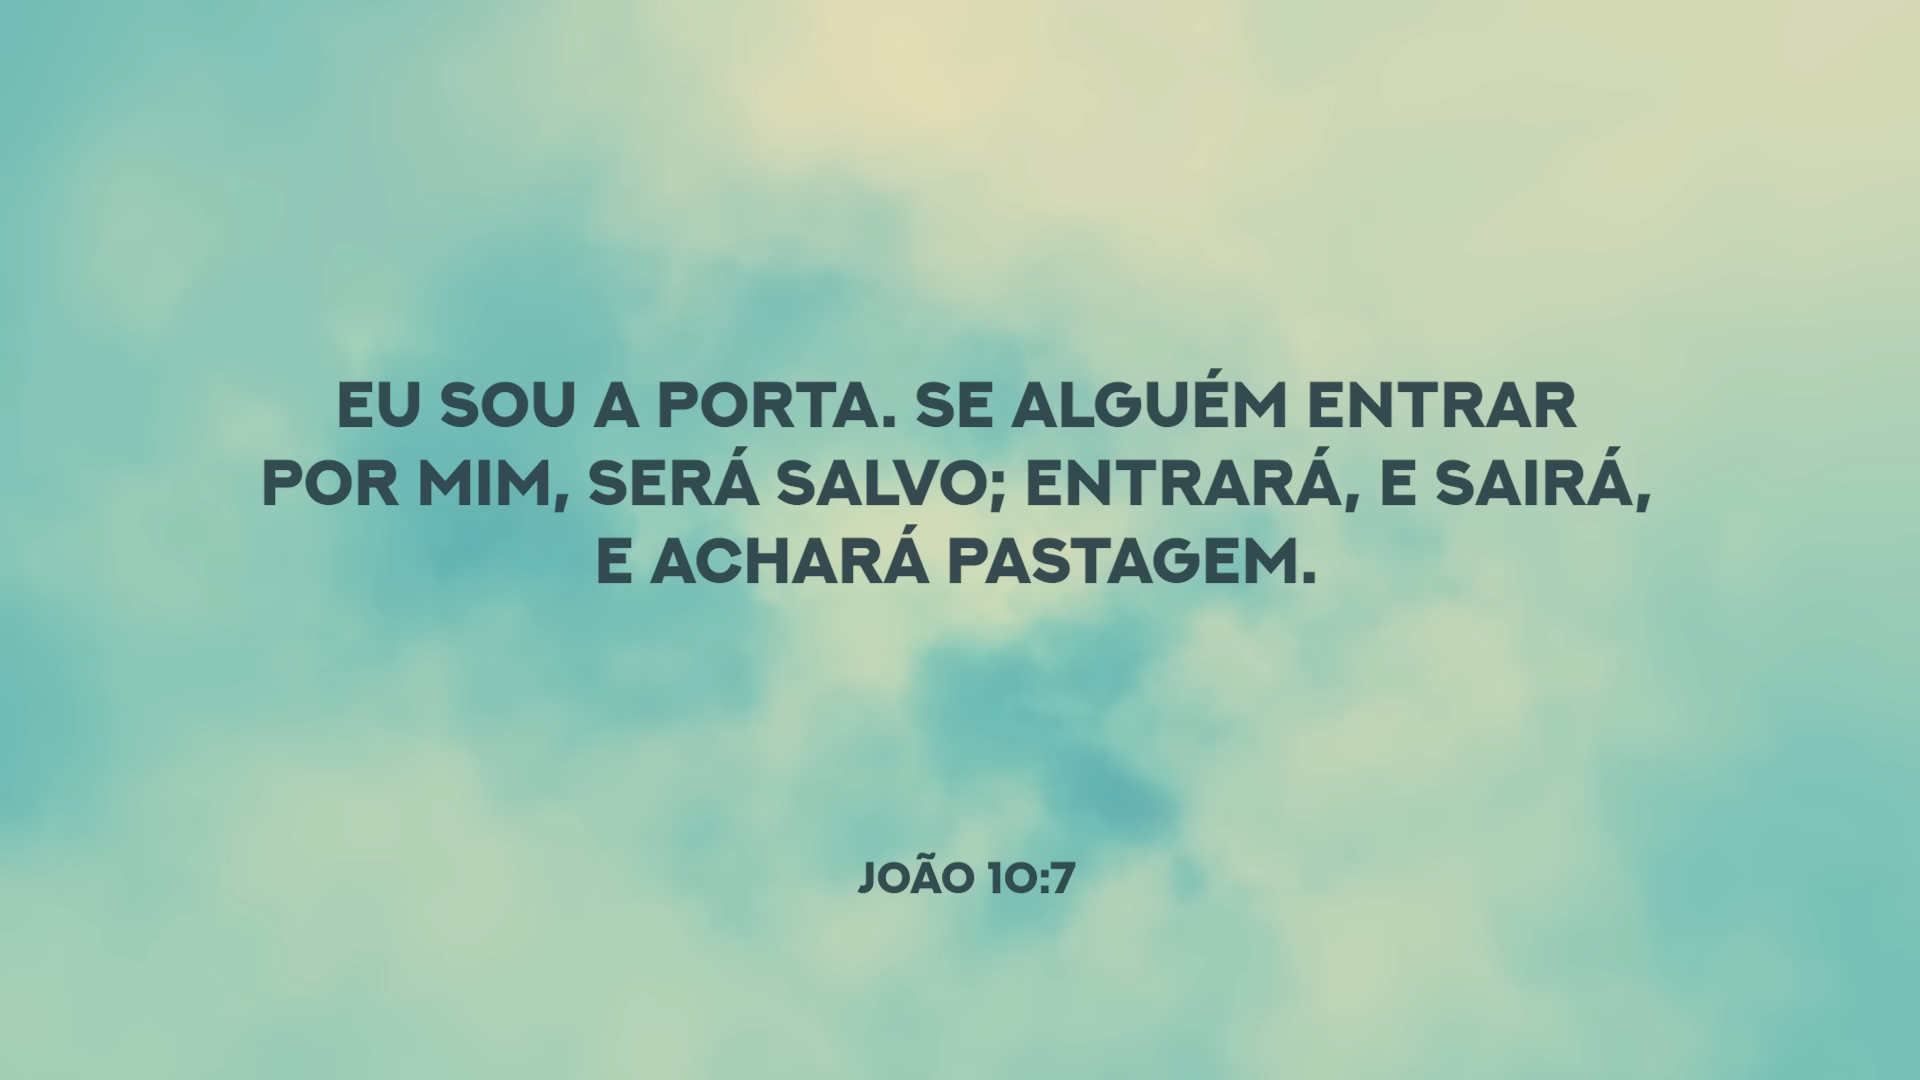 EU SOU A PORTA. SE ALGUÉM ENTRAR
POR MIM, SERÁ SALVO; ENTRARÁ, E SAIRÁ,
E ACHARÁ PASTAGEM.
JOÃO 10:7